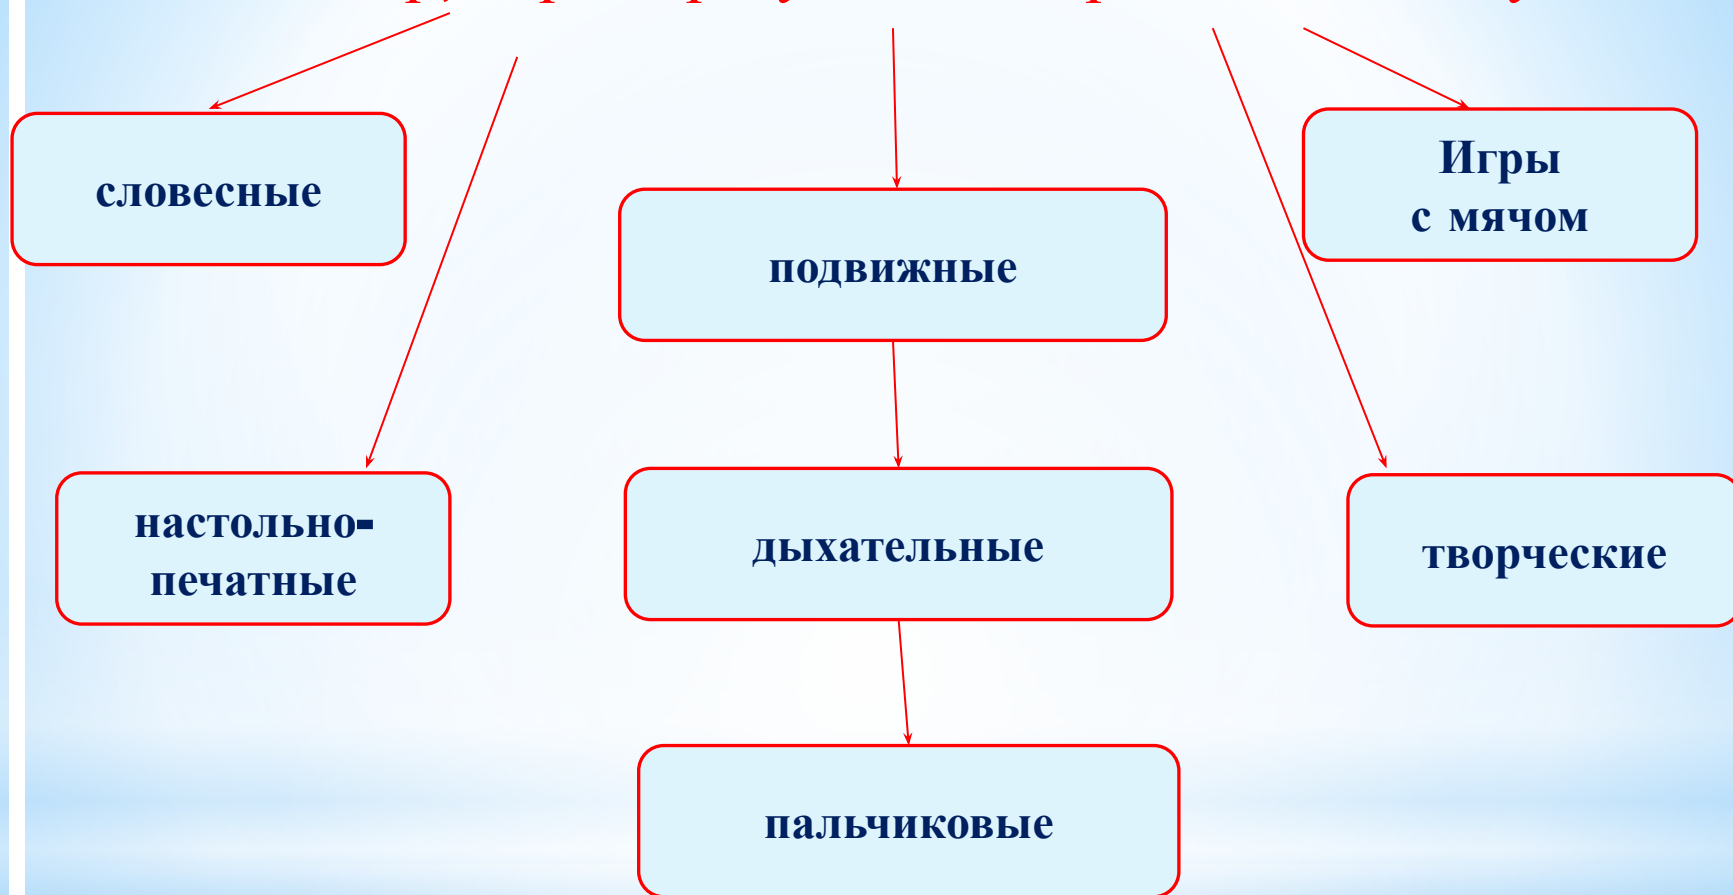 словесные
Игры
с мячом
подвижные
настольно-
печатные
дыхательные
творческие
пальчиковые